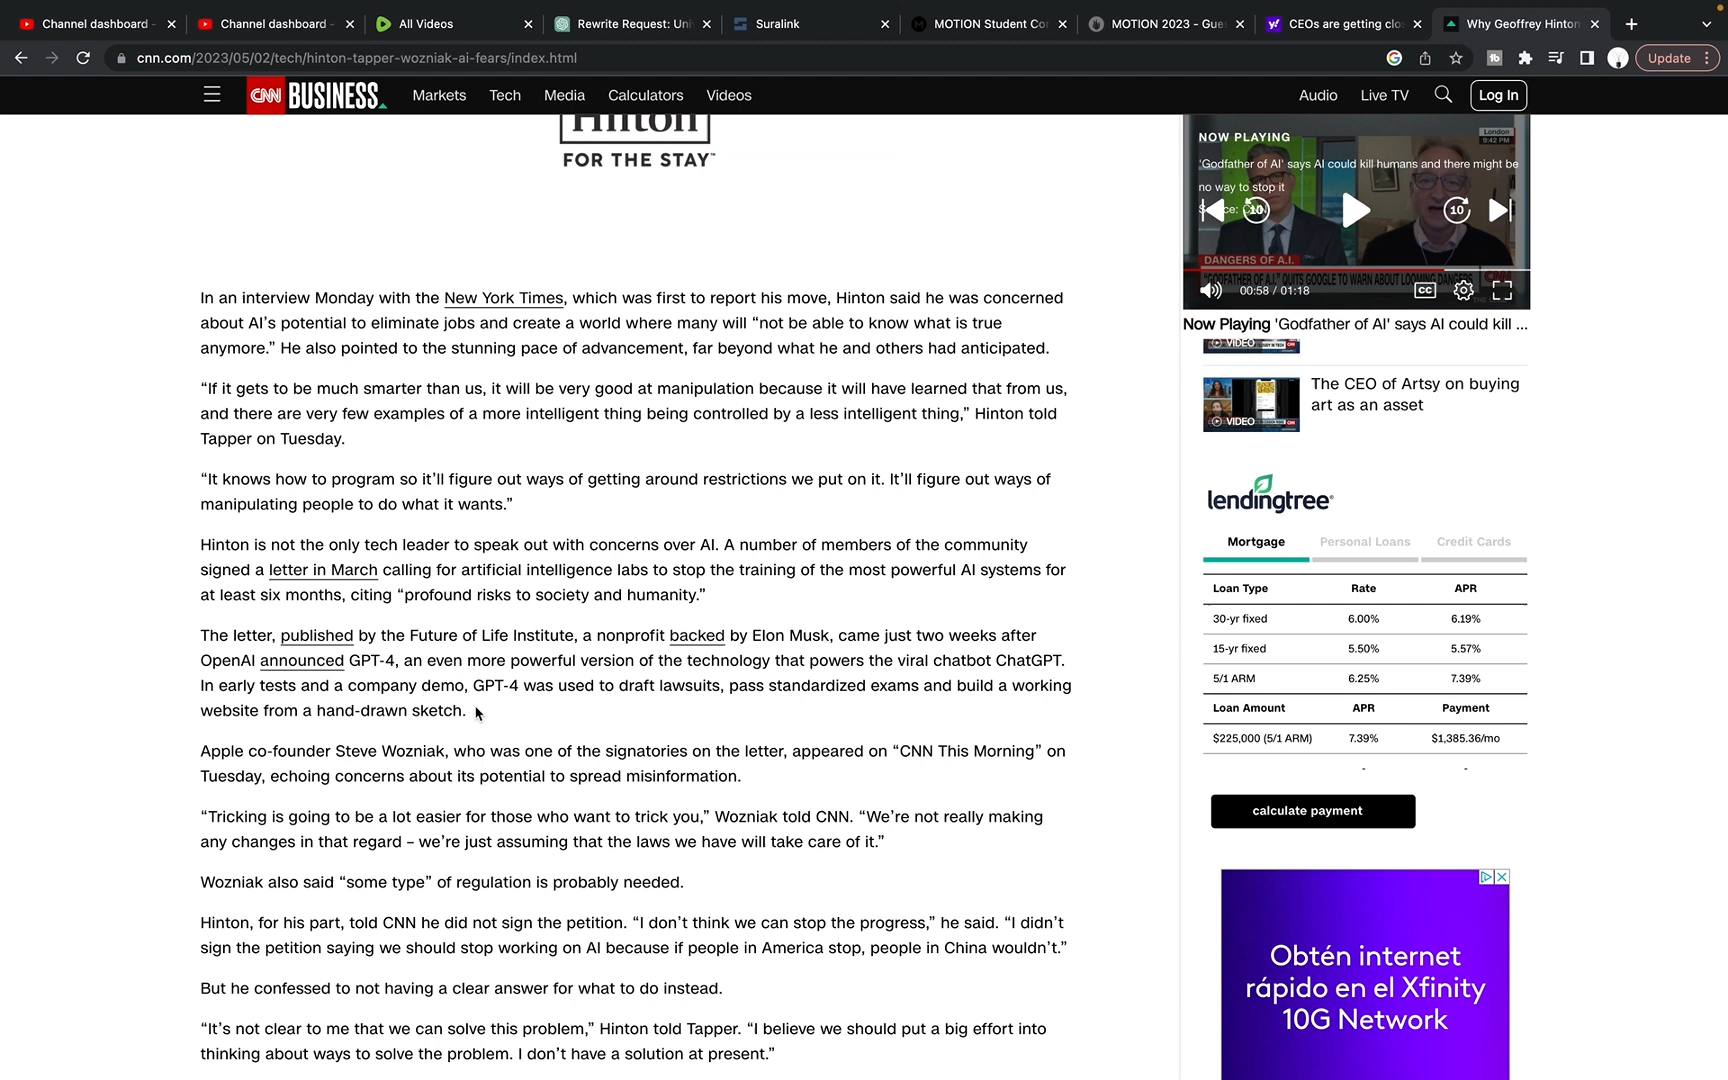 Channel dashboard -
Channel dashboard -
All Videos
Rewrite Request: Uni
Suralink
MOTION Student Co
MOTION 2023 - Gue
CEOs are getting clo
Why Geoffrey Hinton
cnn.com/2023/05/02/tech/hinton-tapper-wozniak-ai-fears/index.html
Update
CNN BUSINESS
Markets
Tech
Media
Calculators
Videos
Audio
Live TV
Log In
Hilton
FOR THE STAY™
In an interview Monday with the New York Times, which was first to report his move, Hinton said he was concerned
about AI’s potential to eliminate jobs and create a world where many will “not be able to know what is true
anymore.” He also pointed to the stunning pace of advancement, far beyond what he and others had anticipated.
“If it gets to be much smarter than us, it will be very good at manipulation because it will have learned that from us,
and there are very few examples of a more intelligent thing being controlled by a less intelligent thing,” Hinton told
Tapper on Tuesday.
“It knows how to program so it’ll figure out ways of getting around restrictions we put on it. It’ll figure out ways of
manipulating people to do what it wants.”
Hinton is not the only tech leader to speak out with concerns over AI. A number of members of the community
signed a letter in March calling for artificial intelligence labs to stop the training of the most powerful AI systems for
at least six months, citing “profound risks to society and humanity.”
The letter, published by the Future of Life Institute, a nonprofit backed by Elon Musk, came just two weeks after
OpenAI announced GPT-4, an even more powerful version of the technology that powers the viral chatbot ChatGPT.
In early tests and a company demo, GPT-4 was used to draft lawsuits, pass standardized exams and build a working
website from a hand-drawn sketch.
Apple co-founder Steve Wozniak, who was one of the signatories on the letter, appeared on “CNN This Morning” on
Tuesday, echoing concerns about its potential to spread misinformation.
“Tricking is going to be a lot easier for those who want to trick you,” Wozniak told CNN. “We’re not really making
any changes in that regard – we’re just assuming that the laws we have will take care of it.”
Wozniak also said “some type” of regulation is probably needed.
Hinton, for his part, told CNN he did not sign the petition. “I don’t think we can stop the progress,” he said. “I didn’t
sign the petition saying we should stop working on AI because if people in America stop, people in China wouldn’t.”
But he confessed to not having a clear answer for what to do instead.
“It’s not clear to me that we can solve this problem,” Hinton told Tapper. “I believe we should put a big effort into
thinking about ways to solve the problem. I don’t have a solution at present.”
NOW PLAYING
London
9:42 PM
'Godfather of AI' says AI could kill humans and there might be
no way to stop it
10
10
DANGERS OF A.I.
"GODFATHER OF A.I." QUITS GOOGLE TO WARN ABOUT LOOMING DANGERS
CNN
00:58 / 01:18
CC
Now Playing 'Godfather of AI' says AI could kill ...
VIDEO
The CEO of Artsy on buying
art as an asset
VIDEO
lendingtree
Mortgage Personal Loans Credit Cards
Loan Type Rate APR
30-yr fixed 6.00% 6.19%
15-yr fixed 5.50% 5.57%
5/1 ARM 6.25% 7.39%
Loan Amount APR Payment
$225,000 (5/1 ARM) 7.39% $1,385.36/mo
- -
calculate payment
Obtén internet
rápido en el Xfinity
10G Network